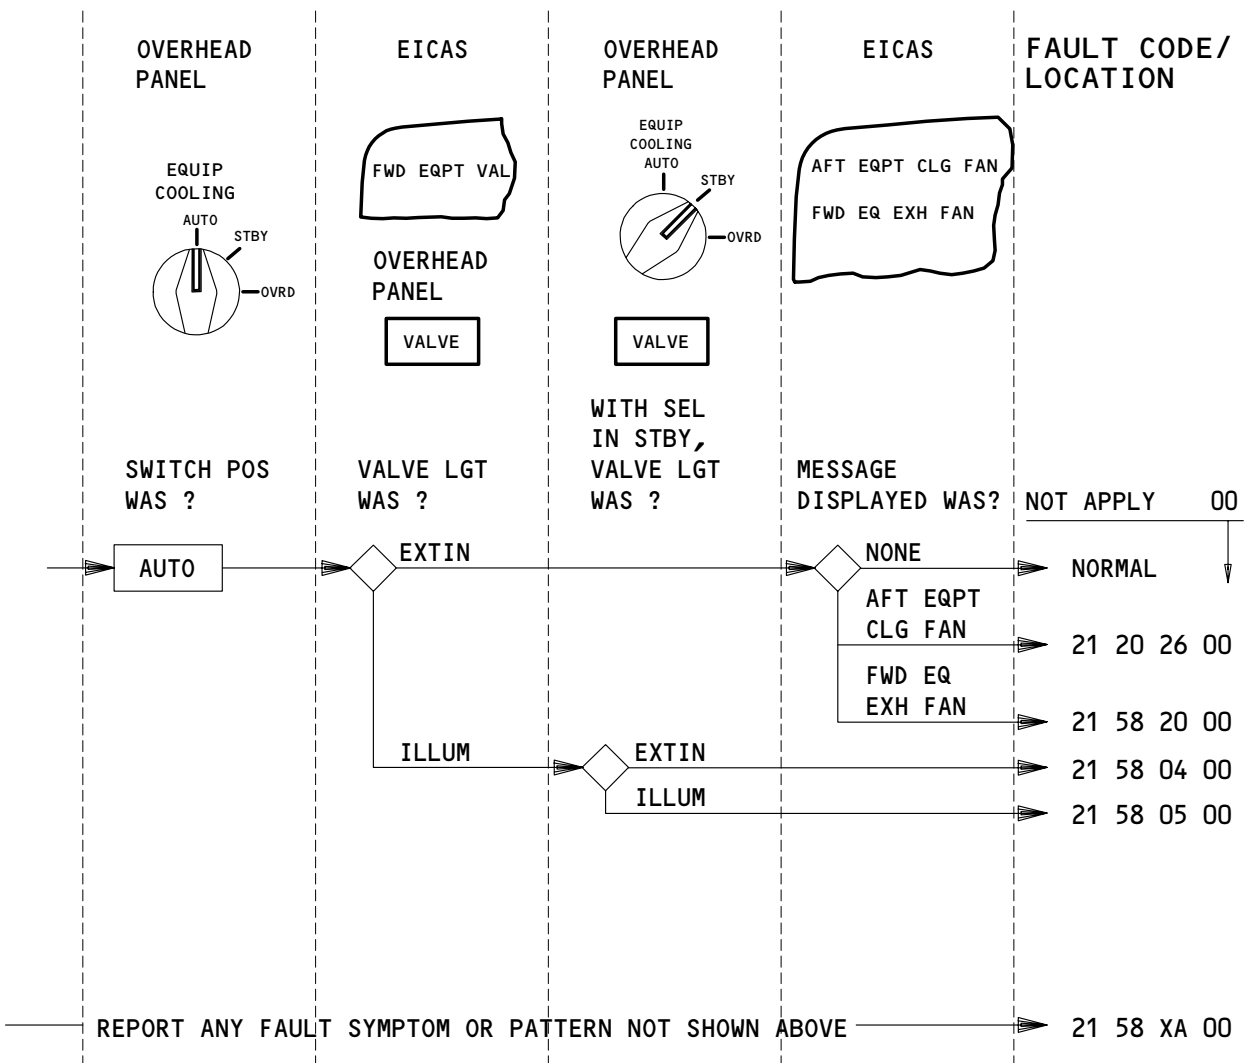 OVERHEAD
PANEL
EICAS
OVERHEAD
PANEL
EICAS
FAULT CODE/
LOCATION
EQUIP
COOLING
AUTO
STBY
OVRD
FWD EQPT VAL
OVERHEAD
PANEL
VALVE
EQUIP
COOLING
AUTO
STBY
OVRD
VALVE
AFT EQPT CLG FAN
FWD EQ EXH FAN
SWITCH POS
WAS ?
VALVE LGT
WAS ?
WITH SEL
IN STBY,
VALVE LGT
WAS ?
MESSAGE
DISPLAYED WAS?
NOT APPLY 00
AUTO
EXTIN
NONE
NORMAL
AFT EQPT
CLG FAN
21 20 26 00
FWD EQ
EXH FAN
21 58 20 00
ILLUM
EXTIN
21 58 04 00
ILLUM
21 58 05 00
REPORT ANY FAULT SYMPTOM OR PATTERN NOT SHOWN ABOVE
21 58 XA 00